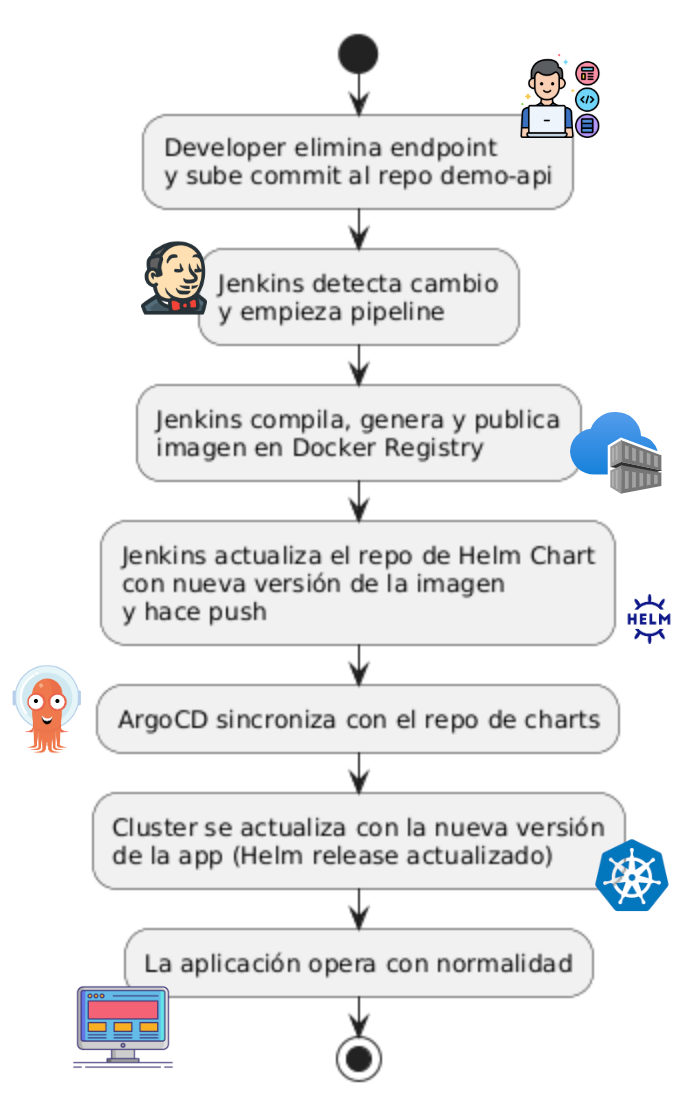 Developer elimina endpoint
y sube commit al repo demo-api
Jenkins detecta cambio
y empieza pipeline
Jenkins compila, genera y publica
imagen en Docker Registry
Jenkins actualiza el repo de Helm Chart
con nueva versión de la imagen
y hace push
HELM
ArgoCD sincroniza con el repo de charts
Cluster se actualiza con la nueva versión
de la app (Helm release actualizado)
La aplicación opera con normalidad